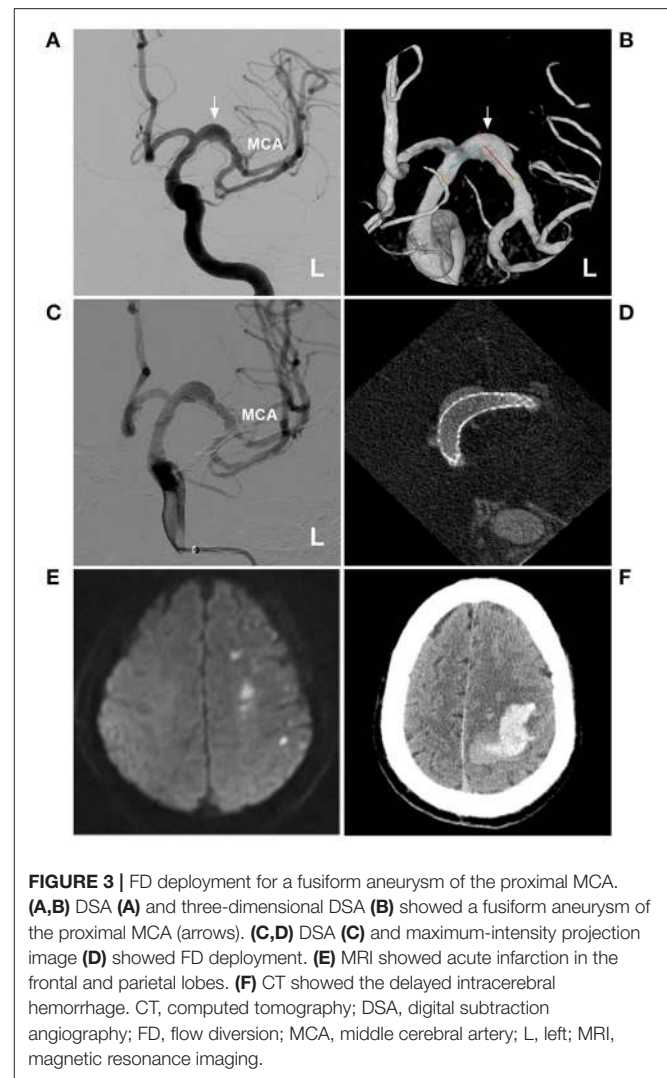 A
B
MCA
L
L
C
D
MCA
L
E
F
FIGURE 3 | FD deployment for a fusiform aneurysm of the proximal MCA.
(A,B) DSA (A) and three-dimensional DSA (B) showed a fusiform aneurysm of
the proximal MCA (arrows). (C,D) DSA (C) and maximum-intensity projection
image (D) showed FD deployment. (E) MRI showed acute infarction in the
frontal and parietal lobes. (F) CT showed the delayed intracerebral
hemorrhage. CT, computed tomography; DSA, digital subtraction
angiography; FD, flow diversion; MCA, middle cerebral artery; L, left; MRI,
magnetic resonance imaging.